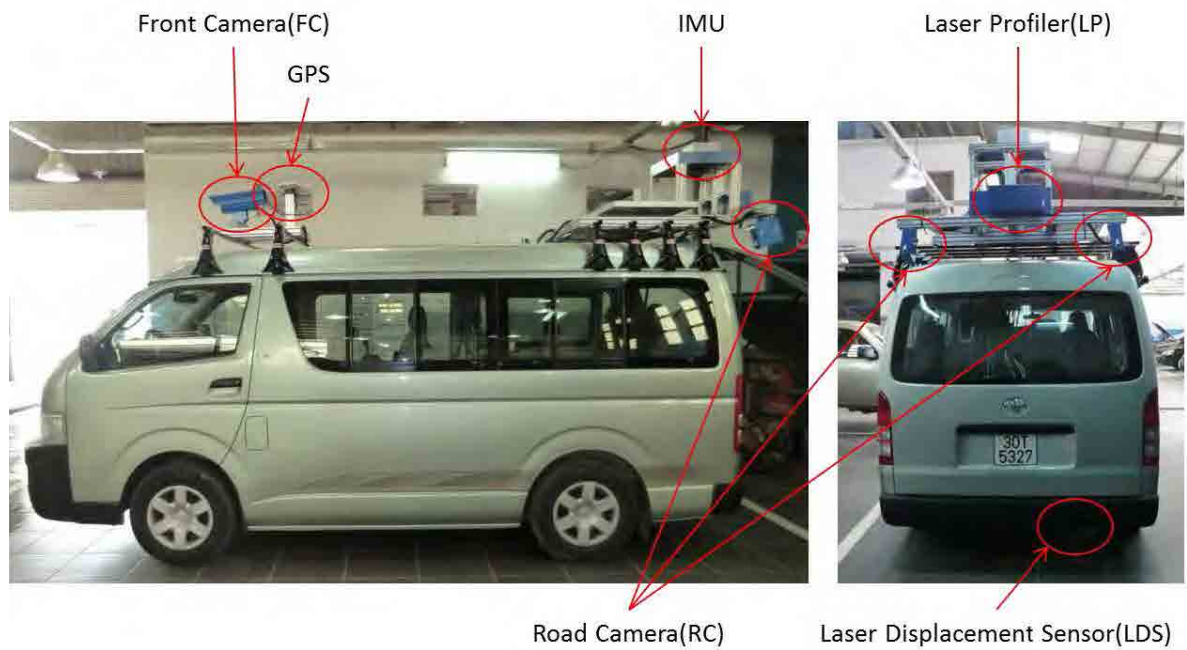 Front Camera(FC)
IMU
Laser Profiler(LP)
GPS
30T
5327
Road Camera(RC)
Laser Displacement Sensor(LDS)